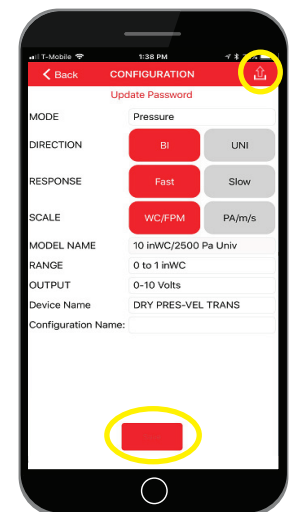 T-Mobile 1:38 PM
Back CONFIGURATION
Update Password
MODE Pressure
DIRECTION BI UNI
RESPONSE Fast Slow
SCALE WC/FPM PA/m/s
MODEL NAME 10 inWC/2500 Pa Univ
RANGE 0 to 1 inWC
OUTPUT 0-10 Volts
Device Name DRY PRES-VEL TRANS
Configuration Name: